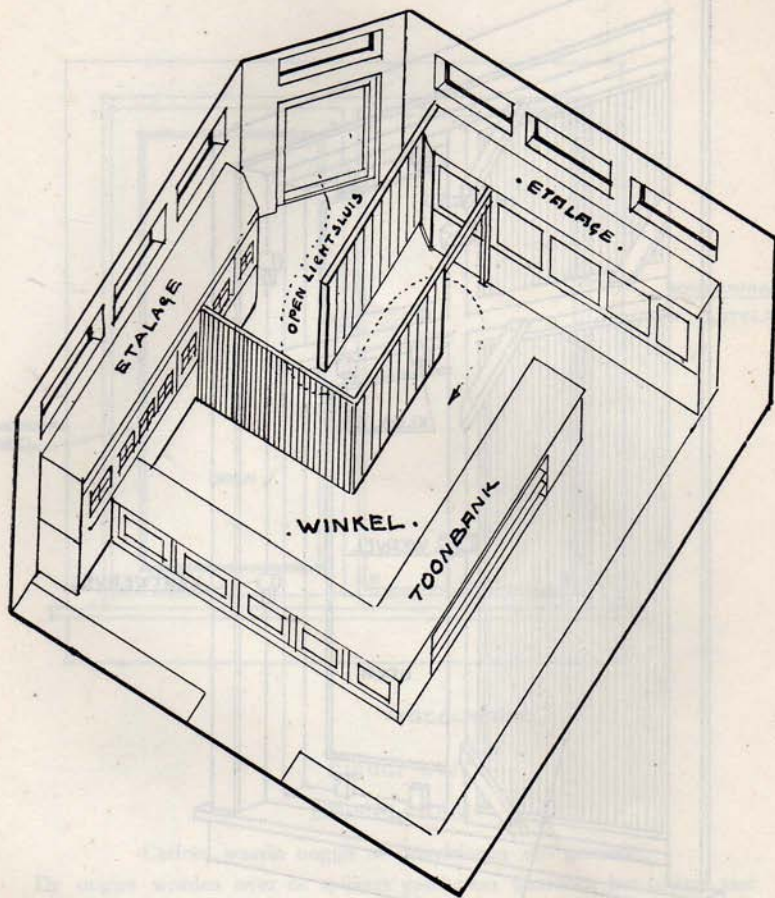 . ETALAGE .
ETALAGE
OPEN LICHTSLUIS
. WINKEL .
TOONBANK